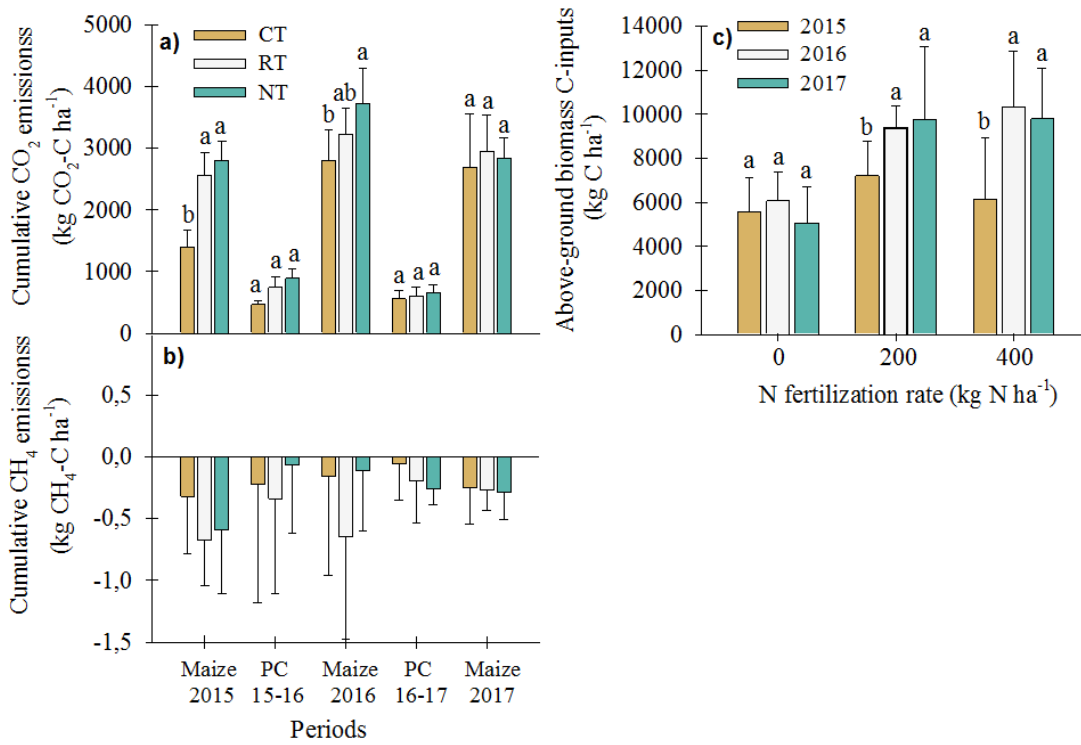 Cumulative CO2 emissionss
(kg CO2-C ha-1)
a)
CT
RT
NT
5000
4000
3000
2000
1000
0
b
a
a
a
a
a
b
ab
a
a
a
a
a
a
a
Cumulative CH4 emissionss
(kg CH4-C ha-1)
b)
0,5
0,0
-0,5
-1,0
-1,5
Maize
2015
PC
15-16
Maize
2016
PC
16-17
Maize
2017
Periods
Above-ground biomass C-inputs
(kg C ha-1)
c)
2015
2016
2017
14000
12000
10000
8000
6000
4000
2000
0
a
a
a
b
a
a
b
a
a
0
200
400
N fertilization rate (kg N ha-1)